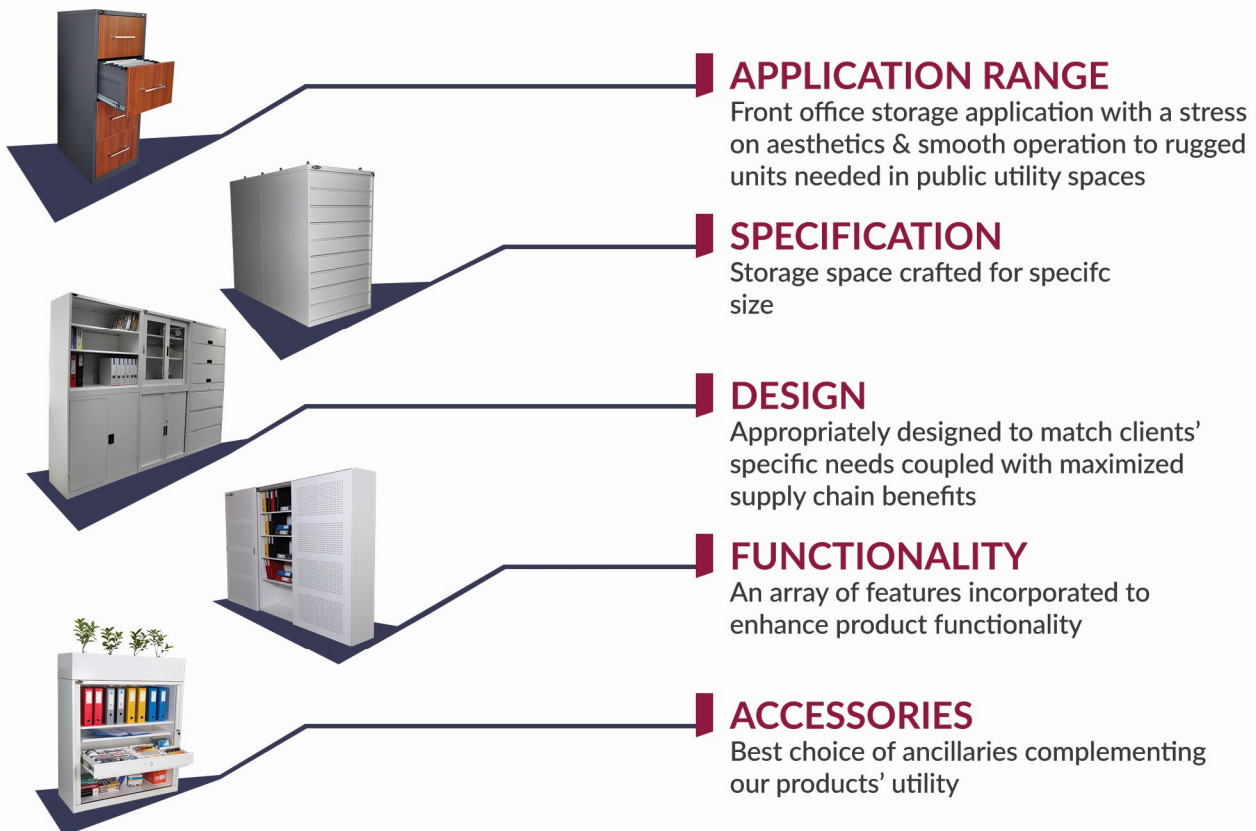 APPLICATION RANGE
Front office storage application with a stress
on aesthetics & smooth operation to rugged
units needed in public utility spaces
SPECIFICATION
Storage space crafted for specifc
size
DESIGN
Appropriately designed to match clients’
specific needs coupled with maximized
supply chain benefits
FUNCTIONALITY
An array of features incorporated to
enhance product functionality
ACCESSORIES
Best choice of ancillaries complementing
our products’ utility